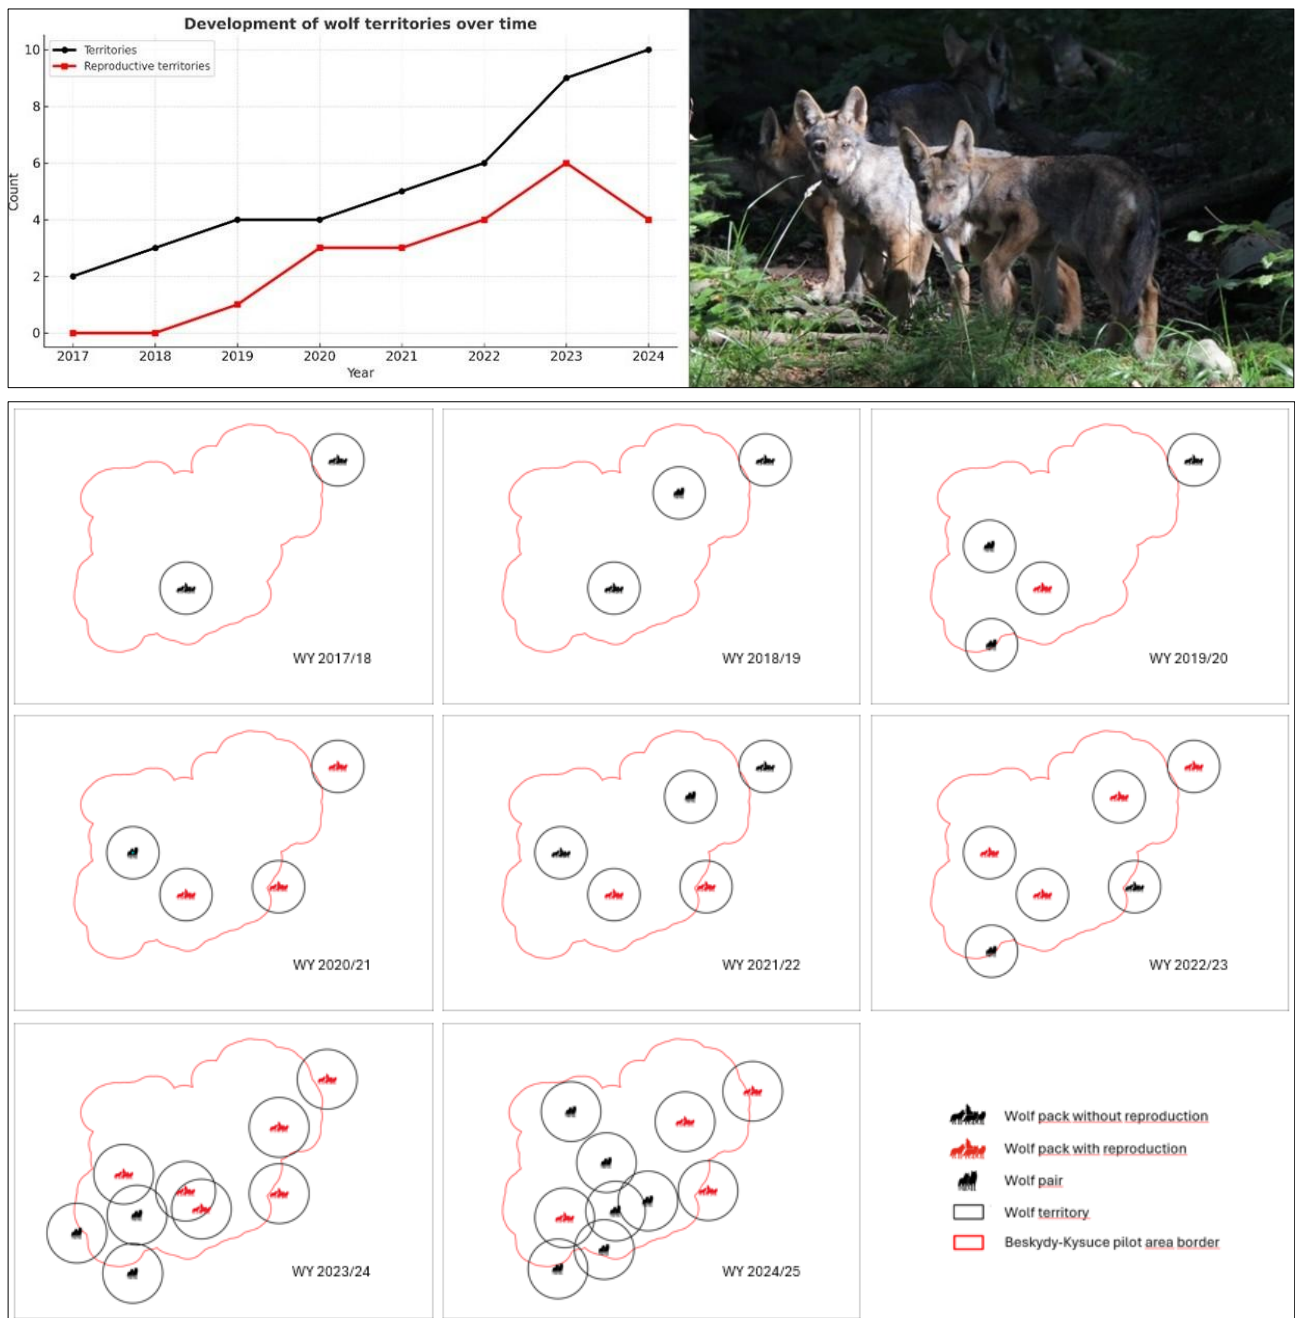 Development of wolf territories over time
Territories
Reproductive territories
Count
10
8
6
4
2
0
2017 2018 2019 2020 2021 2022 2023 2024
Year
WY 2017/18
WY 2018/19
WY 2019/20
WY 2020/21
WY 2021/22
WY 2022/23
WY 2023/24
WY 2024/25
Wolf pack without reproduction
Wolf pack with reproduction
Wolf pair
Wolf territory
Beskydy-Kysuce pilot area border